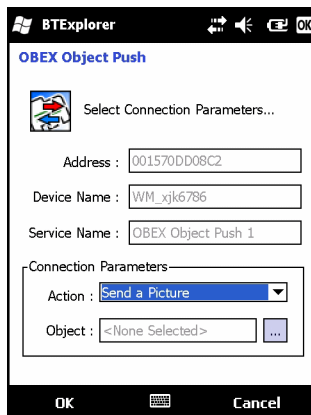 BTExplorer OK
OBEX Object Push
Select Connection Parameters...
Address : 001570DD08C2
Device Name : WM_xjk6786
Service Name : OBEX Object Push 1
Connection Parameters
Action : Send a Picture
Object : <None Selected> ...
OK Cancel